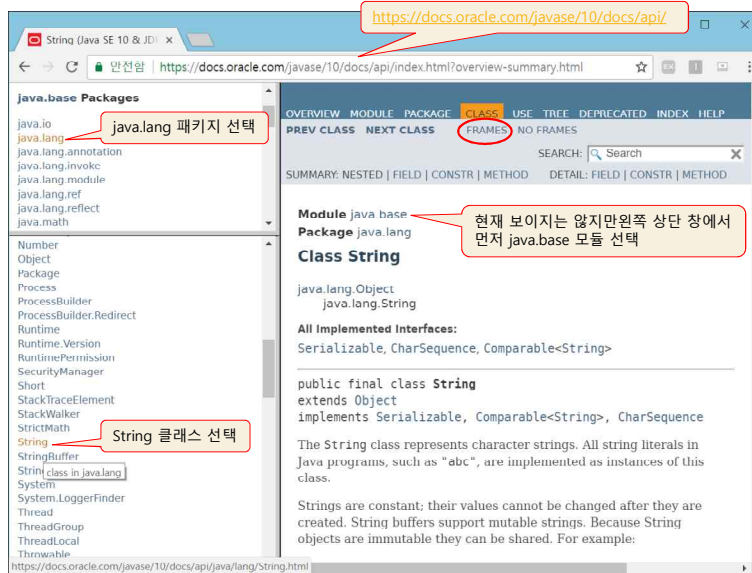 https://docs.oracle.com/javase/10/docs/api/
String (Java SE 10 & JD
안전함 | https://docs.oracle.com/javase/10/docs/api/index.html?overview-summary.html
java.base Packages
java.io
java.lang
java.lang.annotation
java.lang.invoke
java.lang.module
java.lang.ref
java.lang.reflect
java.math
java.lang 패키지 선택
Number
Object
Package
Process
ProcessBuilder
ProcessBuilder.Redirect
Runtime
Runtime.Version
RuntimePermission
SecurityManager
Short
StackTraceElement
StackWalker
StrictMath
String
StringBuffer
Strin
class in java.lang
System
System.LoggerFinder
Thread
ThreadGroup
ThreadLocal
Throwable
String 클래스 선택
https://docs.oracle.com/javase/10/docs/api/java/lang/String.html
OVERVIEW MODULE PACKAGE CLASS USE TREE DEPRECATED INDEX HELP
PREV CLASS NEXT CLASS FRAMES NO FRAMES
SEARCH: Search
SUMMARY: NESTED | FIELD | CONSTR | METHOD DETAIL: FIELD | CONSTR | METHOD
Module java.base
Package java.lang
현재 보이지는 않지만왼쪽 상단 창에서
먼저 java.base 모듈 선택
Class String
java.lang.Object
java.lang.String
All Implemented Interfaces:
Serializable, CharSequence, Comparable<String>
public final class String
extends Object
implements Serializable, Comparable<String>, CharSequence
The String class represents character strings. All string literals in
Java programs, such as "abc", are implemented as instances of this
class.
Strings are constant; their values cannot be changed after they are
created. String buffers support mutable strings. Because String
objects are immutable they can be shared. For example: